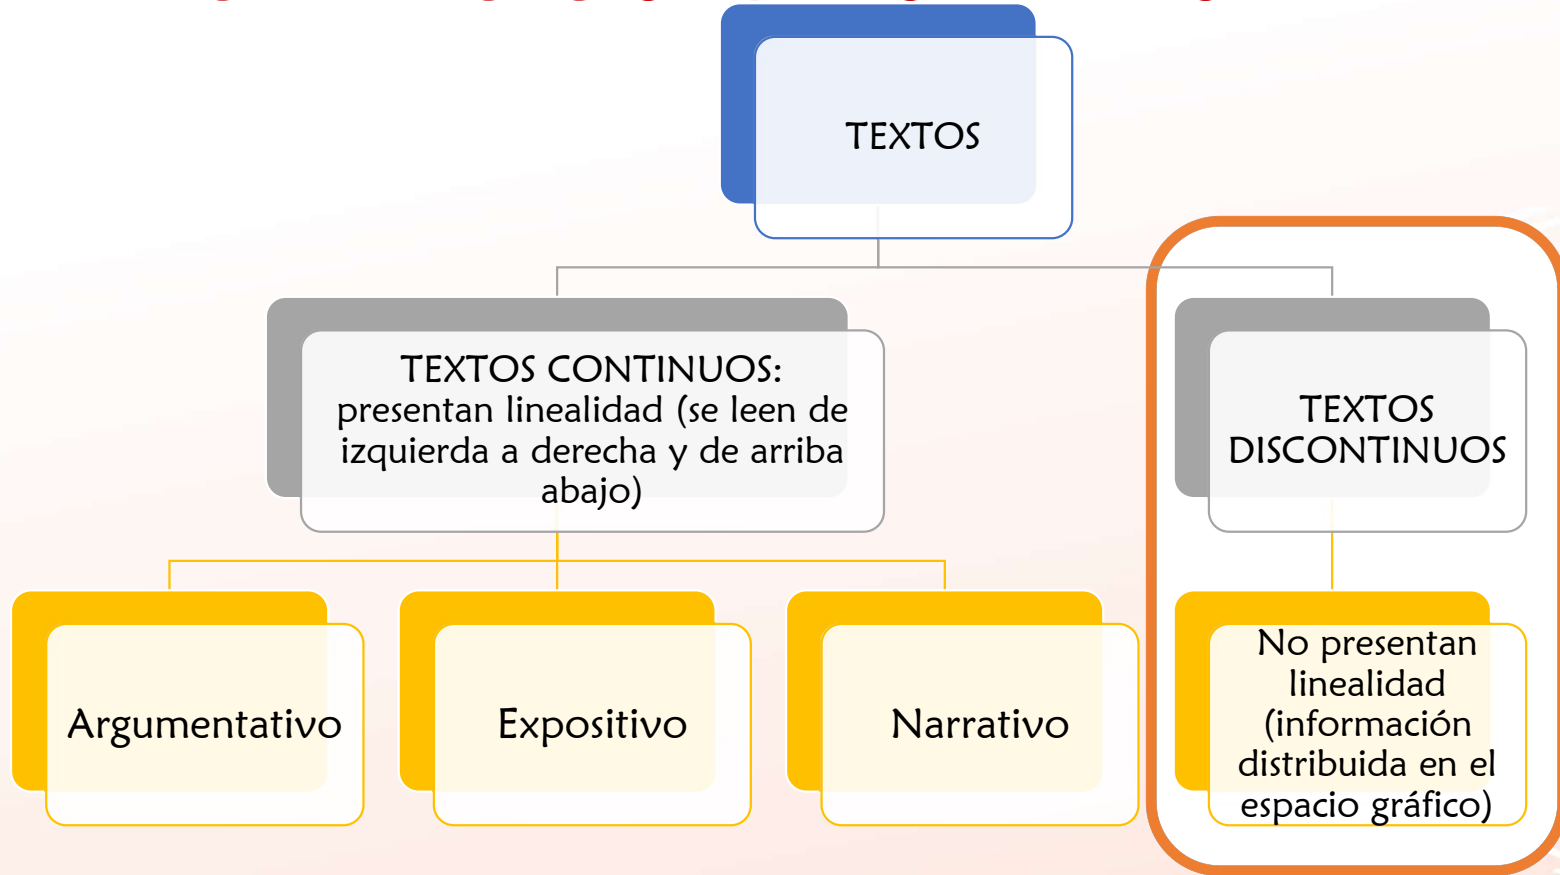 TEXTOS
TEXTOS CONTINUOS:
presentan linealidad (se leen de
izquierda a derecha y de arriba
abajo)
TEXTOS
DISCONTINUOS
Argumentativo
Expositivo
Narrativo
No presentan
linealidad
(información
distribuida en el
espacio gráfico)